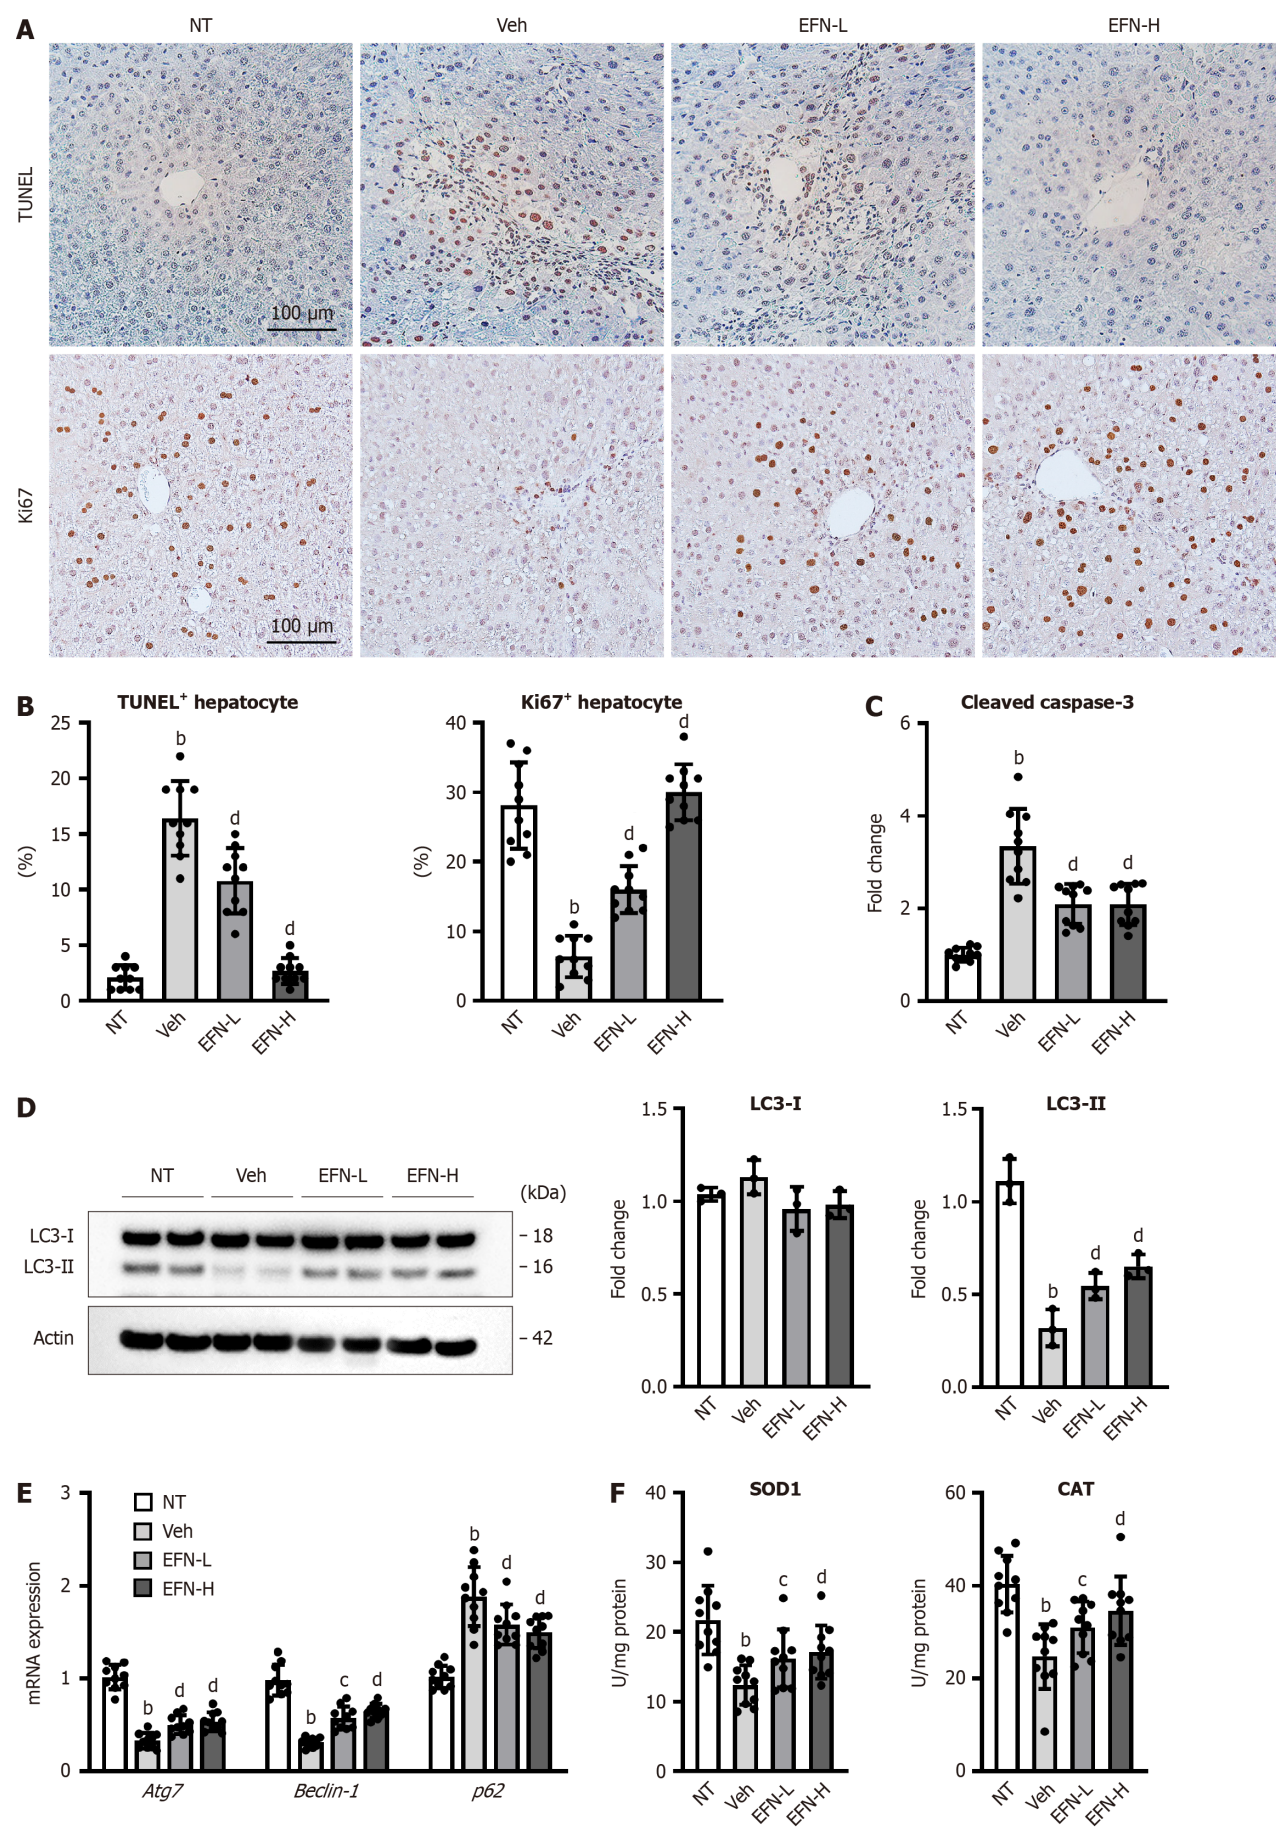 A
NT Veh EFN-L EFN-H
TUNEL
100 µm
Ki67
100 µm
B
TUNEL+ hepatocyte
(%)
25
20
15
10
5
0
b
d
d
NT Veh EFN-L EFN-H
Ki67+ hepatocyte
(%)
40
30
20
10
0
b
d
d
NT Veh EFN-L EFN-H
C
Cleaved caspase-3
Fold change
6
4
2
0
b
d
d
NT Veh EFN-L EFN-H
D
NT Veh EFN-L EFN-H
(kDa)
LC3-I - 18
LC3-II - 16
Actin - 42
LC3-I
Fold change
1.5
1.0
0.5
0.0
NT Veh EFN-L EFN-H
LC3-II
Fold change
1.5
1.0
0.5
0.0
b
d
d
NT Veh EFN-L EFN-H
E
mRNA expression
3
2
1
0
NT
Veh
EFN-L
EFN-H
b d d
b c d
b d d
Atg7 Beclin-1 p62
F
SOD1
U/mg protein
40
30
20
10
0
b
c
d
NT Veh EFN-L EFN-H
CAT
U/mg protein
60
40
20
0
b
c
d
NT Veh EFN-L EFN-H